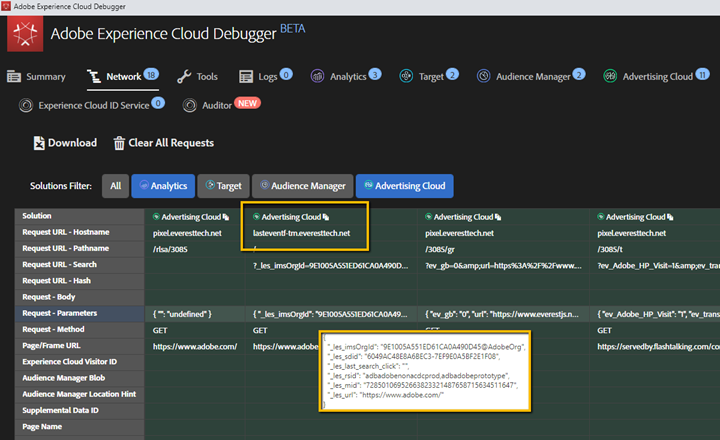 Adobe Experience Cloud Debugger
Adobe Experience Cloud Debugger BETA
Summary Network 18 Tools Logs 0 Analytics 3 Target 2 Audience Manager 2 Advertising Cloud 11
Experience Cloud ID Service 0 Auditor NEW
Download Clear All Requests
Solutions Filter: All Analytics Target Audience Manager Advertising Cloud
Solution Advertising Cloud Advertising Cloud Advertising Cloud Advertising Cloud
Request URL - Hostname pixel.everesttech.net lasteventf-tm.everesttech.net pixel.everesttech.net pixel.everesttech.net
Request URL - Pathname /rlsa/3085 / /3085/gr /3085/t
Request URL - Search ?_les_imsOrgId=9E1005A551ED61CA0A490D... ?ev_gb=0&amp;url=https%3A%2F%2Fwww.... ?ev_Adobe_HP_Visit=1&amp;ev_tran
Request URL - Hash
Request - Body
Request - Parameters { "": "undefined" } { "_les_imsOrgId": "9E1005A551ED61CA0A49... { "ev_gb": "0", "url": "https://www.everestjs.n... { "ev_Adobe_HP_Visit": "1", "ev_trans
Request - Method GET GET GET GET
Page/Frame URL https://www.adobe.com/ https://www.adobe https://servedby.flashtalking.com/co
{
"_les_imsOrgId": "9E1005A551ED61CA0A490D45@AdobeOrg",
Experience Cloud Visitor ID
"_les_sdid": "6049AC48E8A6BEC3-7EF9E0A5BF2E1F08",
"_les_last_search_click": "",
Audience Manager Blob
"_les_rsid": "adbadobenonacdcprod,adbadobeprototype",
Audience Manager Location Hint
"_les_mid": "72850106952663823321487658715634511647",
"_les_url": "https://www.adobe.com/"
}
Supplemental Data ID
Page Name